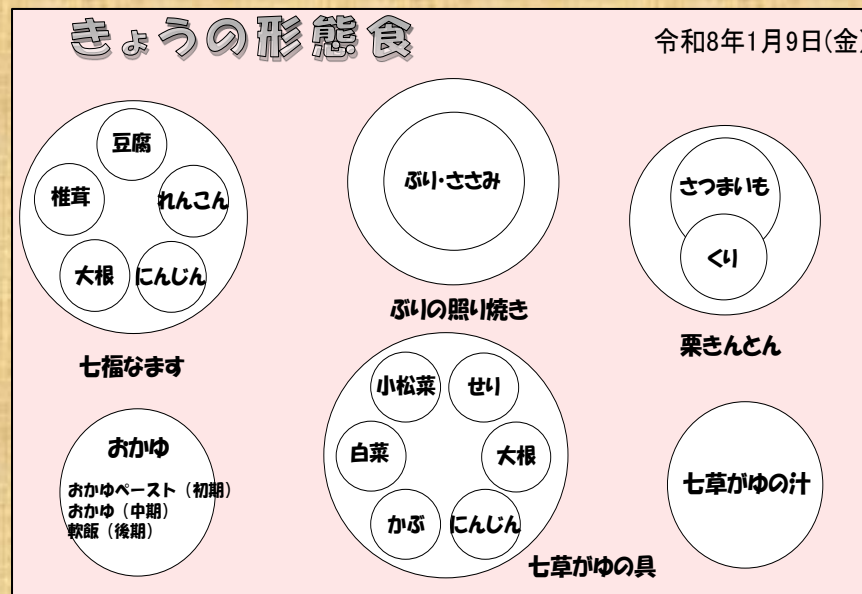 きょうの形態食
令和8年1月9日(金)
豆腐
椎茸
れんこん
大根
にんじん
七福なます
ぶり・ささみ
ぶりの照り焼き
さつまいも
くり
栗きんとん
おかゆ
おかゆペースト（初期）
おかゆ（中期）
軟飯（後期）
小松菜
せり
白菜
大根
かぶ
にんじん
七草がゆの具
七草がゆの汁